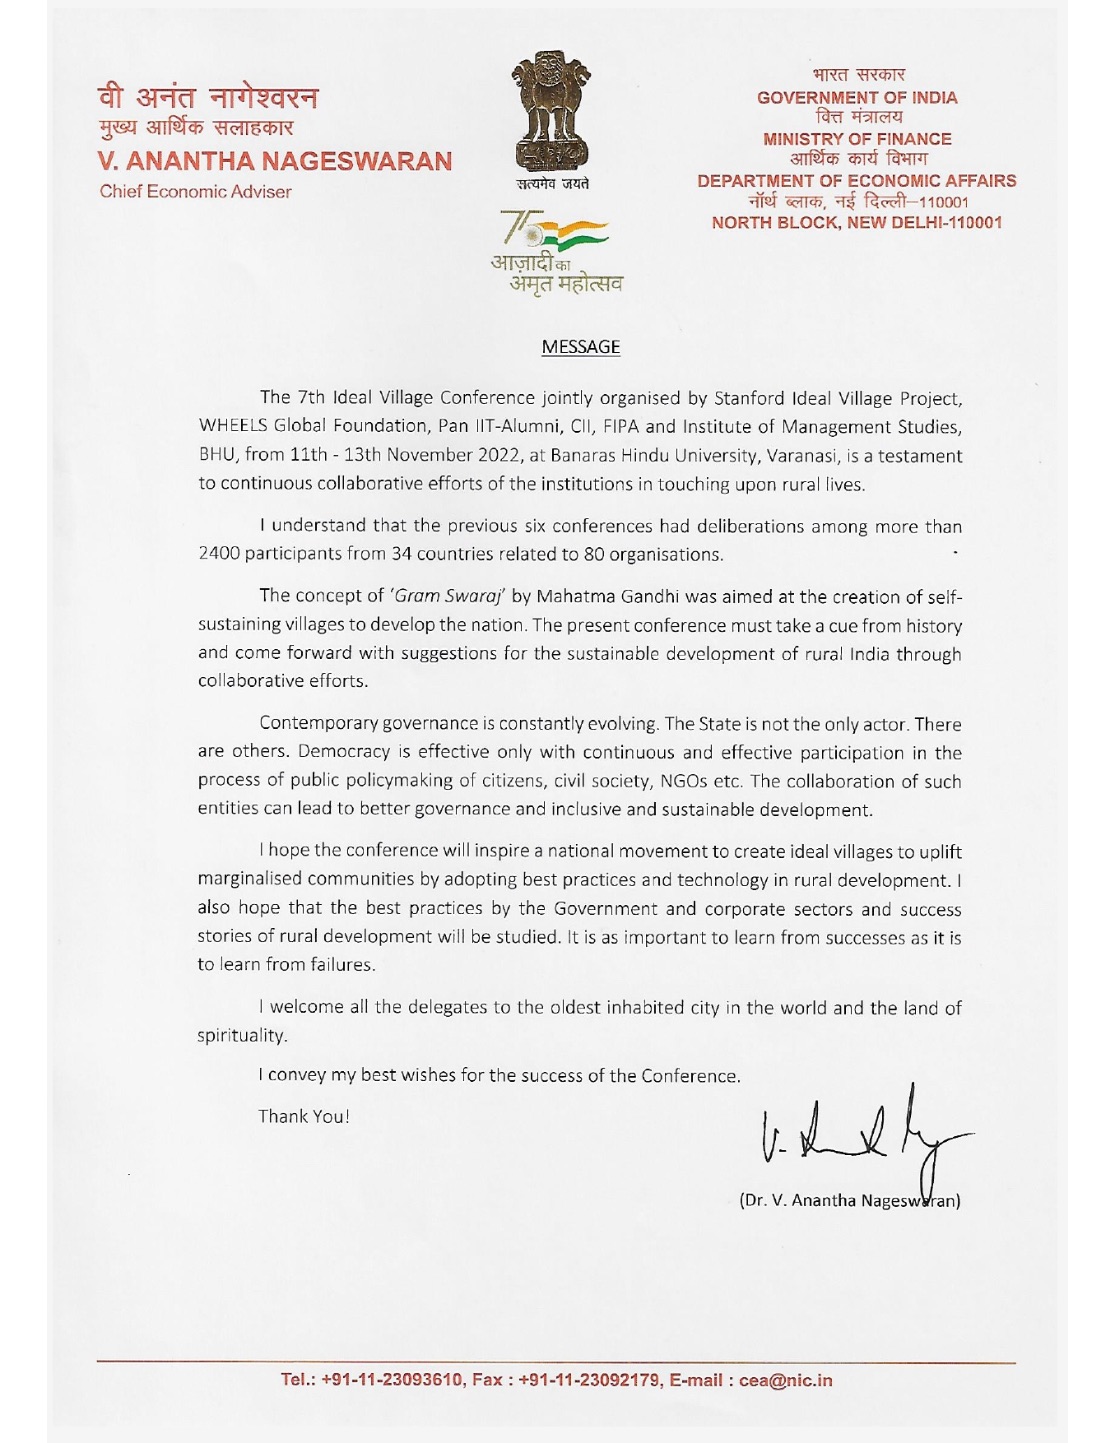 वी अनंत नागेश्वरन
मुख्य आर्थिक सलाहकार
V. ANANTHA NAGESWARAN
Chief Economic Adviser
सत्यमेव जयते
75
आज़ादी का
अमृत महोत्सव
भारत सरकार
GOVERNMENT OF INDIA
वित्त मंत्रालय
MINISTRY OF FINANCE
आर्थिक कार्य विभाग
DEPARTMENT OF ECONOMIC AFFAIRS
नॉर्थ ब्लाक, नई दिल्ली–110001
NORTH BLOCK, NEW DELHI-110001
MESSAGE
The 7th Ideal Village Conference jointly organised by Stanford Ideal Village Project,
WHEELS Global Foundation, Pan IIT-Alumni, CII, FIPA and Institute of Management Studies,
BHU, from 11th - 13th November 2022, at Banaras Hindu University, Varanasi, is a testament
to continuous collaborative efforts of the institutions in touching upon rural lives.
I understand that the previous six conferences had deliberations among more than
2400 participants from 34 countries related to 80 organisations.
The concept of ‘Gram Swaraj’ by Mahatma Gandhi was aimed at the creation of self-
sustaining villages to develop the nation. The present conference must take a cue from history
and come forward with suggestions for the sustainable development of rural India through
collaborative efforts.
Contemporary governance is constantly evolving. The State is not the only actor. There
are others. Democracy is effective only with continuous and effective participation in the
process of public policymaking of citizens, civil society, NGOs etc. The collaboration of such
entities can lead to better governance and inclusive and sustainable development.
I hope the conference will inspire a national movement to create ideal villages to uplift
marginalised communities by adopting best practices and technology in rural development. I
also hope that the best practices by the Government and corporate sectors and success
stories of rural development will be studied. It is as important to learn from successes as it is
to learn from failures.
I welcome all the delegates to the oldest inhabited city in the world and the land of
spirituality.
I convey my best wishes for the success of the Conference.
Thank You!
(Dr. V. Anantha Nageswaran)
Tel.: +91-11-23093610, Fax : +91-11-23092179, E-mail : cea@nic.in